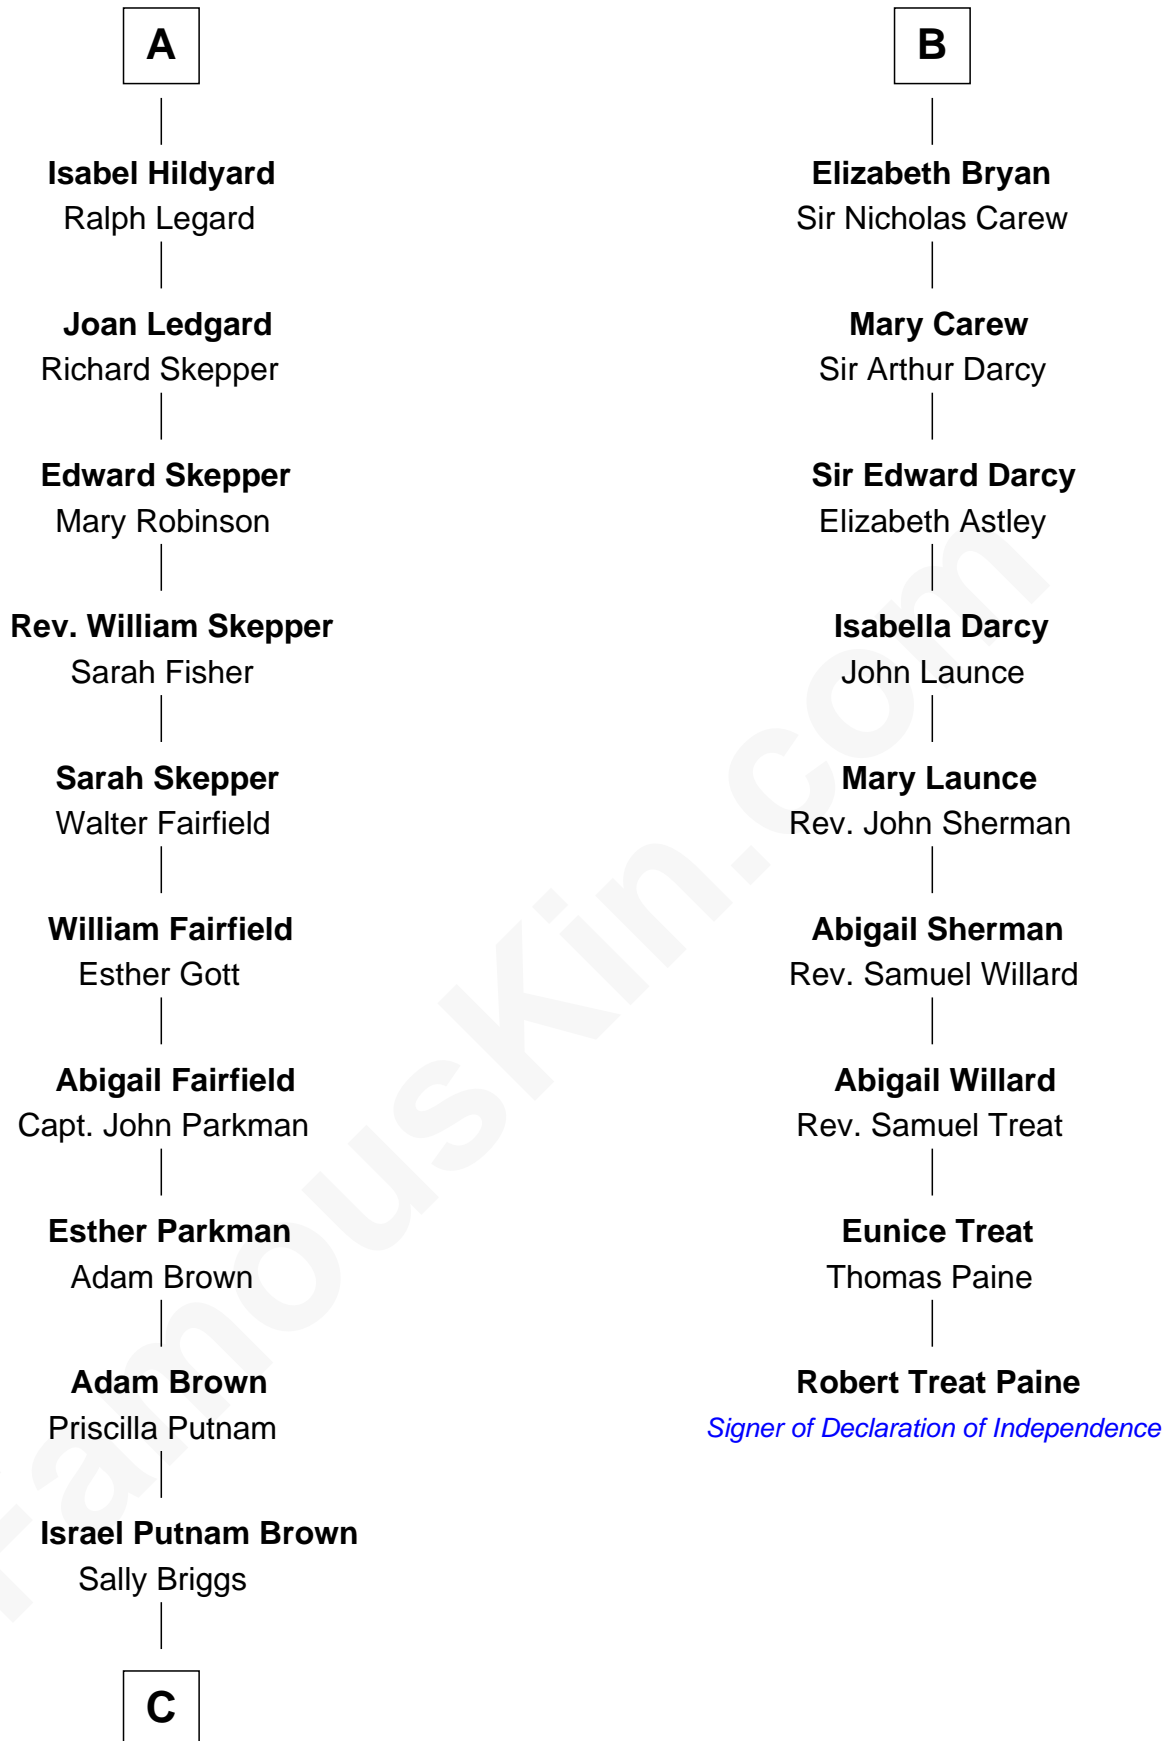 A
Isabel Hildyard
Ralph Legard
Joan Ledgard
Richard Skepper
Edward Skepper
Mary Robinson
Rev. William Skepper
Sarah Fisher
Sarah Skepper
Walter Fairfield
William Fairfield
Esther Gott
Abigail Fairfield
Capt. John Parkman
Esther Parkman
Adam Brown
Adam Brown
Priscilla Putnam
Israel Putnam Brown
Sally Briggs
C
B
Elizabeth Bryan
Sir Nicholas Carew
Mary Carew
Sir Arthur Darcy
Sir Edward Darcy
Elizabeth Astley
Isabella Darcy
John Launce
Mary Launce
Rev. John Sherman
Abigail Sherman
Rev. Samuel Willard
Abigail Willard
Rev. Samuel Treat
Eunice Treat
Thomas Paine
Robert Treat Paine
Signer of Declaration of Independence
FamousKin.com